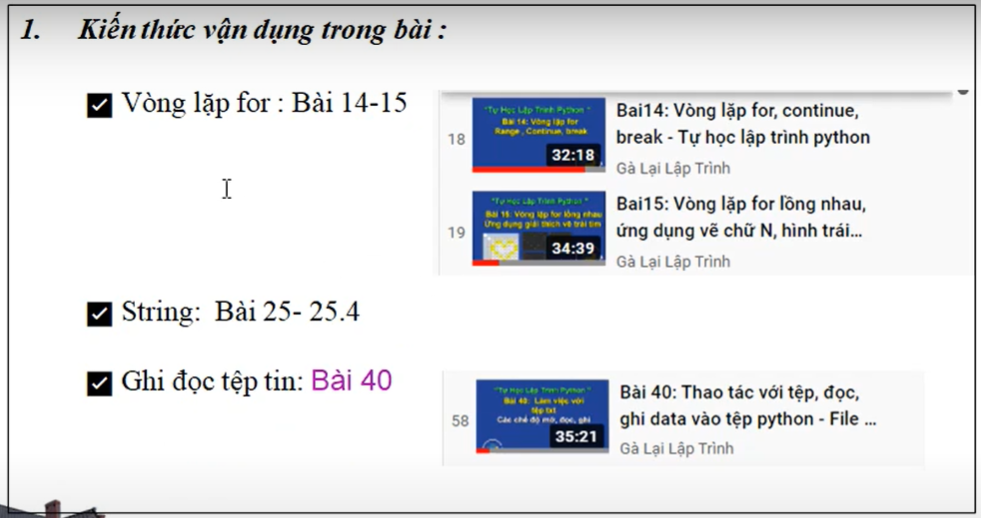 1. Kiến thức vận dụng trong bài :
Vòng lặp for : Bài 14-15
18
"Tự Học Lập Trình Python "
Bài 14: Vòng lặp for
Range , Continue, break
32:18
Bai14: Vòng lặp for, continue,
break - Tự học lập trình python
Gà Lại Lập Trình
19
"Tự Học Lập Trình Python "
Bài 15: Vòng lặp for lồng nhau
Ứng dụng giải thích vẽ trái tim
34:39
Bai15: Vòng lặp for lồng nhau,
ứng dụng vẽ chữ N, hình trái...
Gà Lại Lập Trình
String: Bài 25- 25.4
Ghi đọc tệp tin: Bài 40
58
"Tự Học Lập Trình Python "
Bài 40: Làm việc với
tệp txt
Các chế độ mở, đọc, ghi
35:21
Bài 40: Thao tác với tệp, đọc,
ghi data vào tệp python - File ...
Gà Lại Lập Trình